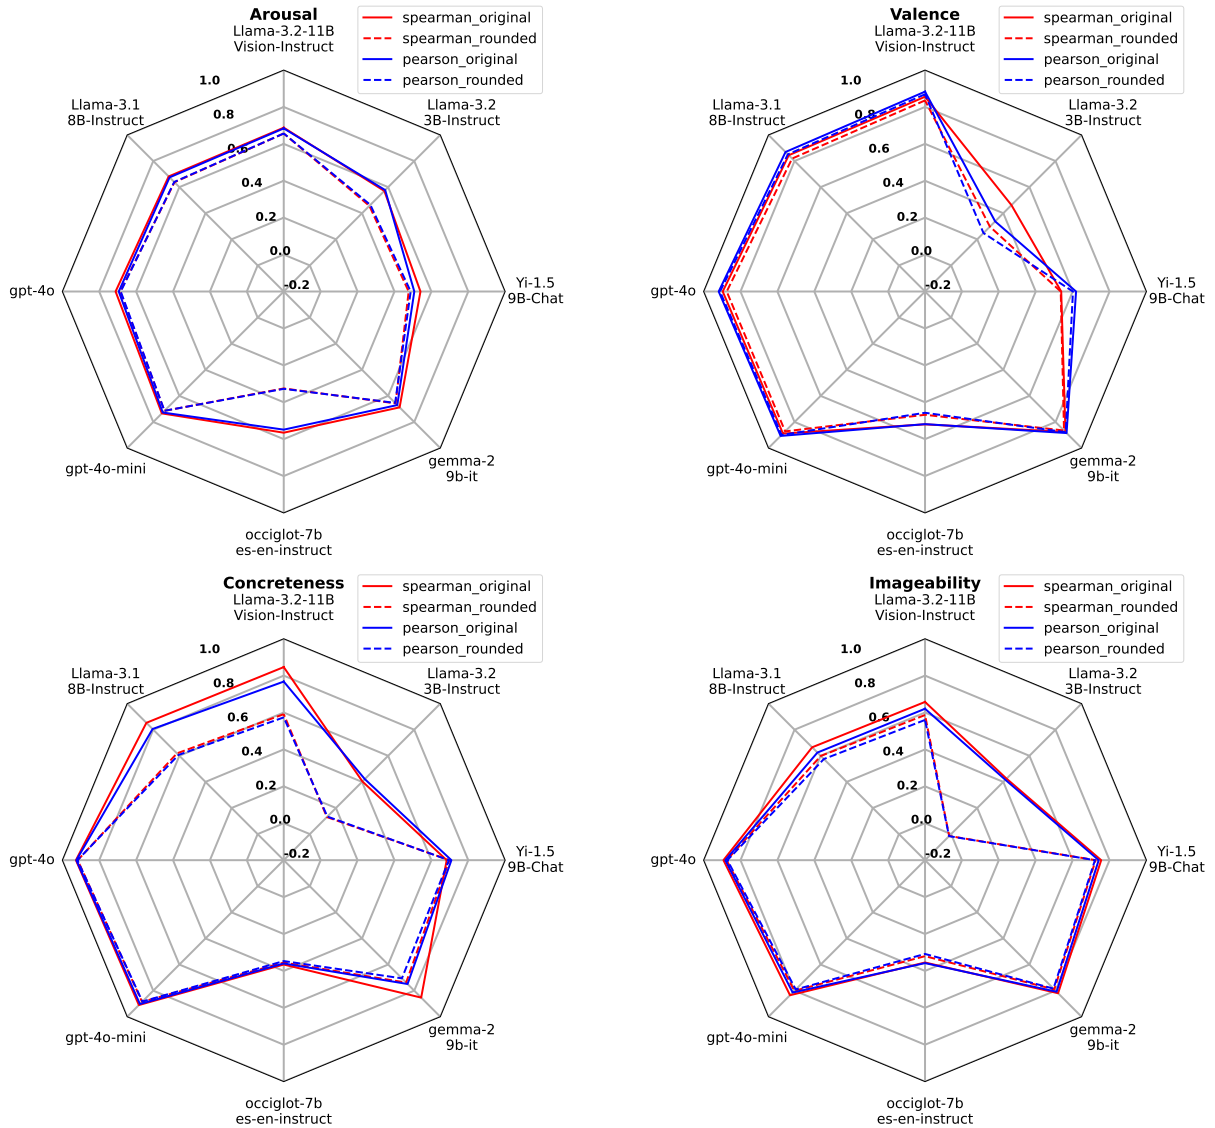 Arousal
Llama-3.2-11B
Vision-Instruct
spearman_original
spearman_rounded
pearson_original
pearson_rounded
Llama-3.1
8B-Instruct
Llama-3.2
3B-Instruct
1.0
0.8
0.6
0.4
0.2
0.0
-0.2
gpt-4o
Yi-1.5
9B-Chat
gpt-4o-mini
gemma-2
9b-it
occiglot-7b
es-en-instruct
Valence
Llama-3.2-11B
Vision-Instruct
spearman_original
spearman_rounded
pearson_original
pearson_rounded
Llama-3.1
8B-Instruct
Llama-3.2
3B-Instruct
1.0
0.8
0.6
0.4
0.2
0.0
-0.2
gpt-4o
Yi-1.5
9B-Chat
gpt-4o-mini
gemma-2
9b-it
occiglot-7b
es-en-instruct
Concreteness
Llama-3.2-11B
Vision-Instruct
spearman_original
spearman_rounded
pearson_original
pearson_rounded
Llama-3.1
8B-Instruct
Llama-3.2
3B-Instruct
1.0
0.8
0.6
0.4
0.2
0.0
-0.2
gpt-4o
Yi-1.5
9B-Chat
gpt-4o-mini
gemma-2
9b-it
occiglot-7b
es-en-instruct
Imageability
Llama-3.2-11B
Vision-Instruct
spearman_original
spearman_rounded
pearson_original
pearson_rounded
Llama-3.1
8B-Instruct
Llama-3.2
3B-Instruct
1.0
0.8
0.6
0.4
0.2
0.0
-0.2
gpt-4o
Yi-1.5
9B-Chat
gpt-4o-mini
gemma-2
9b-it
occiglot-7b
es-en-instruct